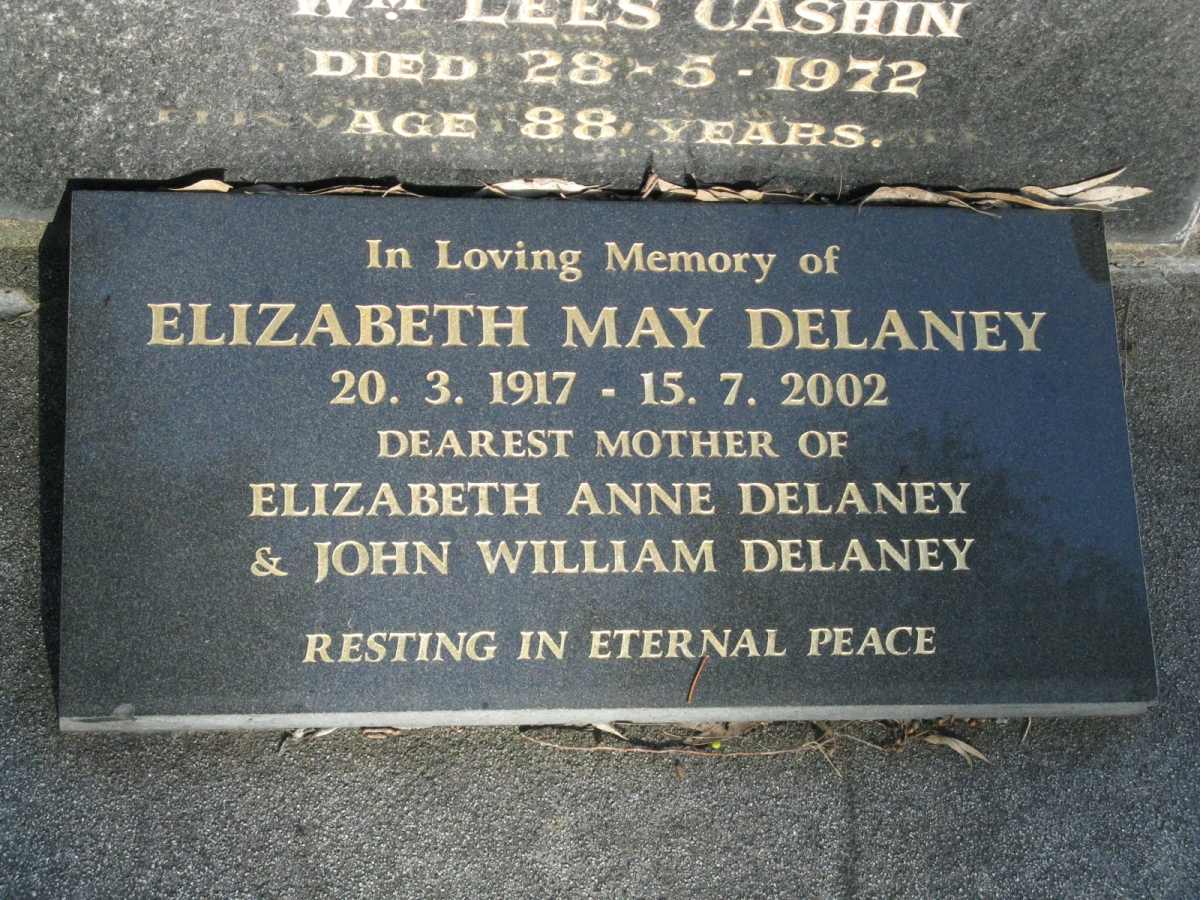 WM LEES CASHIN
DIED 28-5-1972
AGE 88 YEARS.
In Loving Memory of
ELIZABETH MAY DELANEY
20. 3. 1917 - 15. 7. 2002
DEAREST MOTHER OF
ELIZABETH ANNE DELANEY
& JOHN WILLIAM DELANEY
RESTING IN ETERNAL PEACE